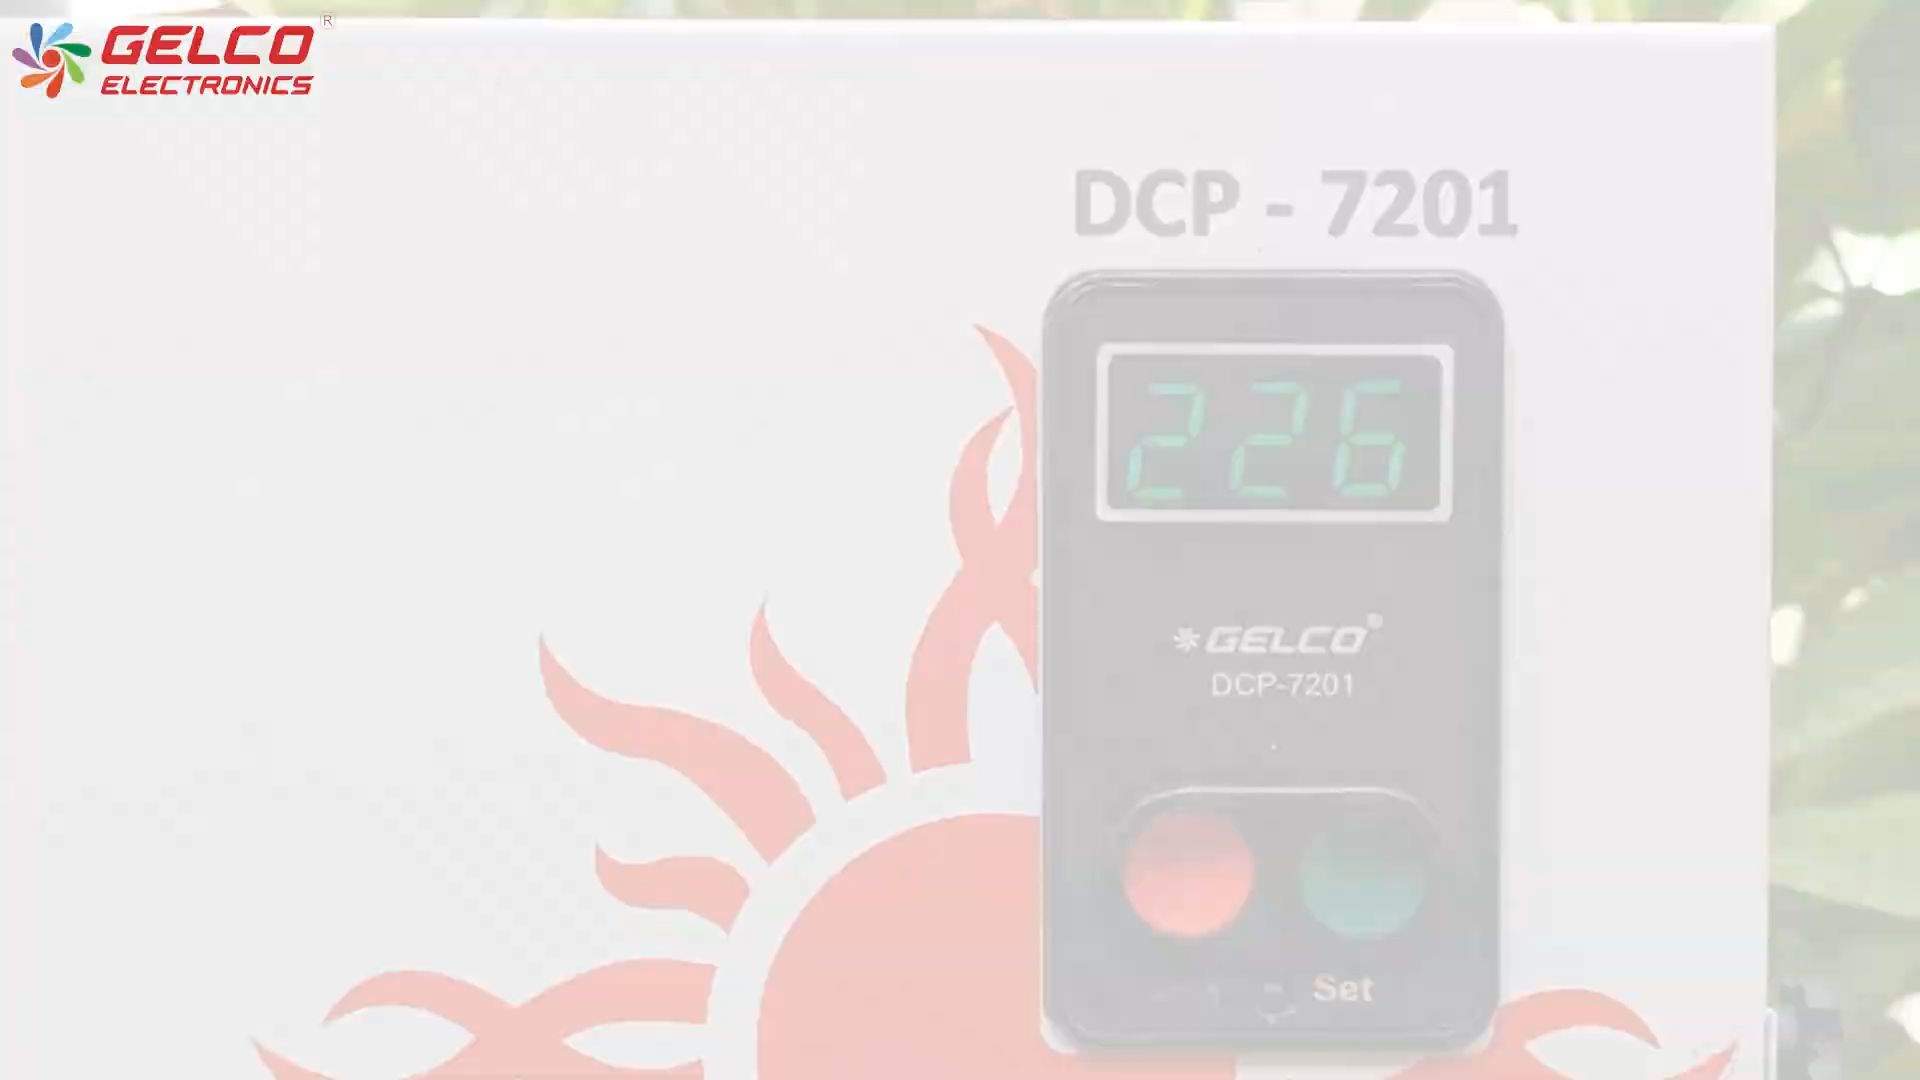 GELCO ®
ELECTRONICS
DCP - 7201
226
GELCO®
DCP-7201
Set